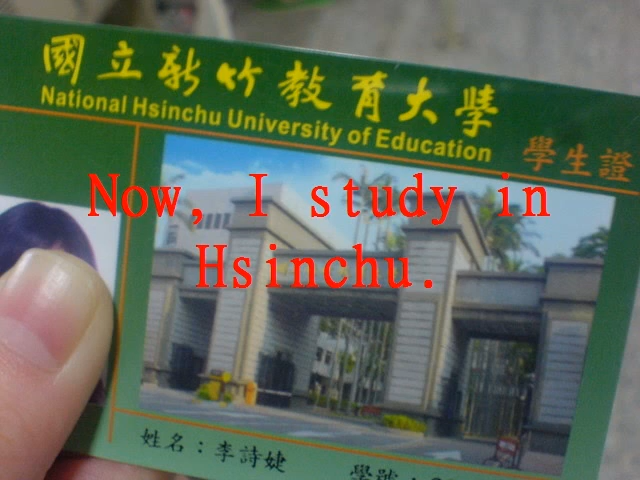 國立新竹教育大學
National Hsinchu University of Education
學生證
Now, I study in
Hsinchu.
姓名：李詩婕
學號：